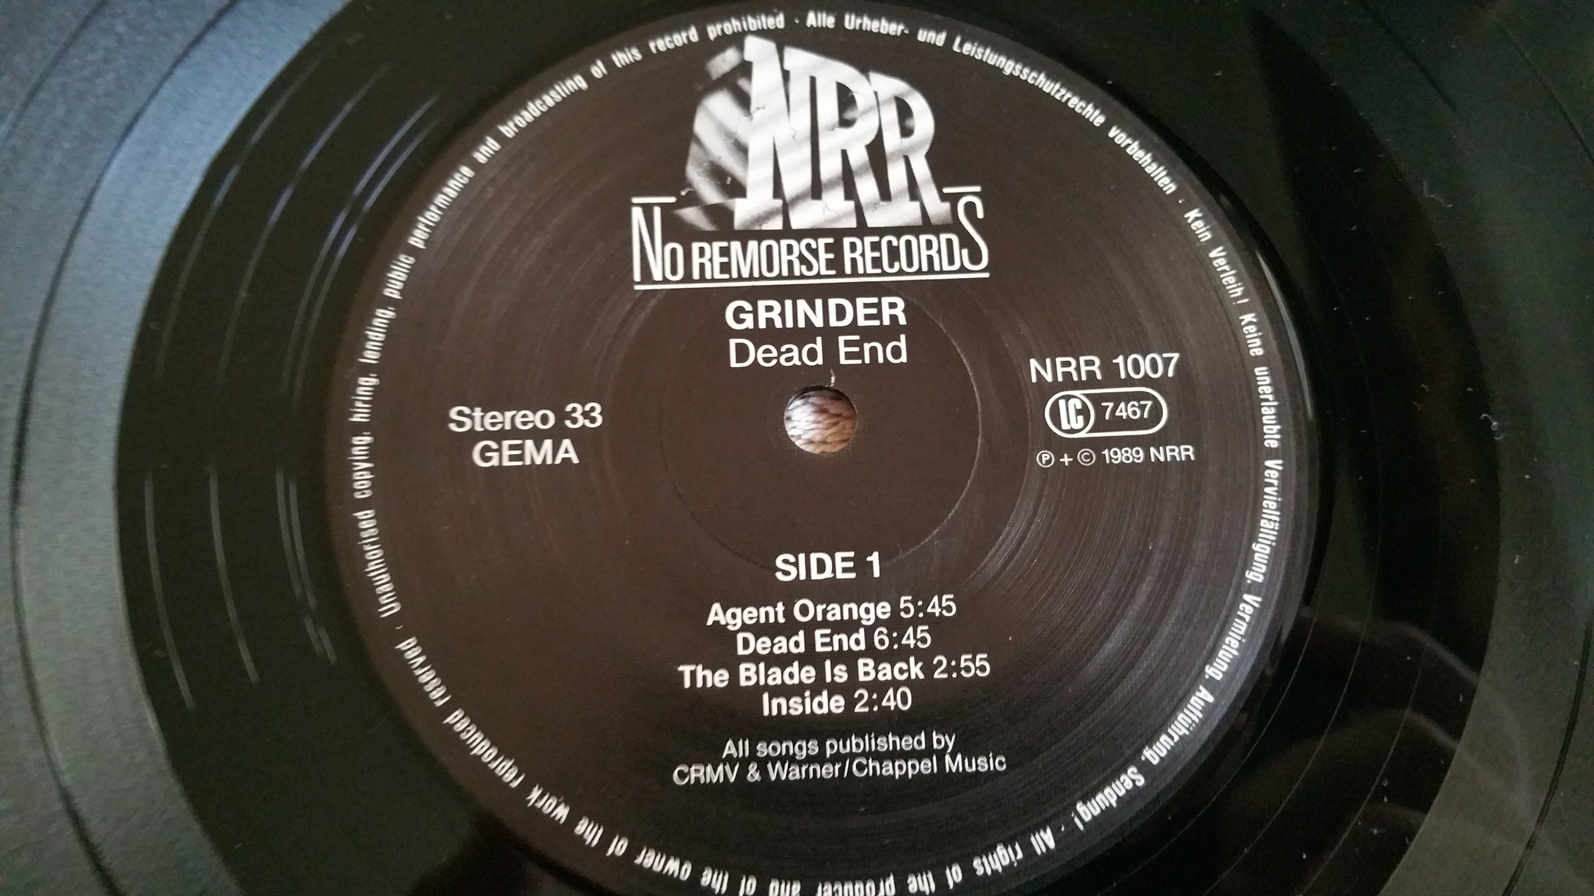 NRR
NO REMORSE RECORDS
GRINDER
Dead End
Stereo 33
GEMA
NRR 1007
LC 7467
℗ + © 1989 NRR
SIDE 1
Agent Orange 5:45
Dead End 6:45
The Blade Is Back 2:55
Inside 2:40
All songs published by
CRMV & Warner/Chappel Music
All rights of the producer and of the owner of the work reproduced reserved · Unauthorised copying, hiring, lending, public performance and broadcasting of this record prohibited · Alle Urheber- und Leistungsschutzrechte vorbehalten · Kein Verleih! Keine unerlaubte Vervielfältigung, Vermietung, Aufführung, Sendung! ·